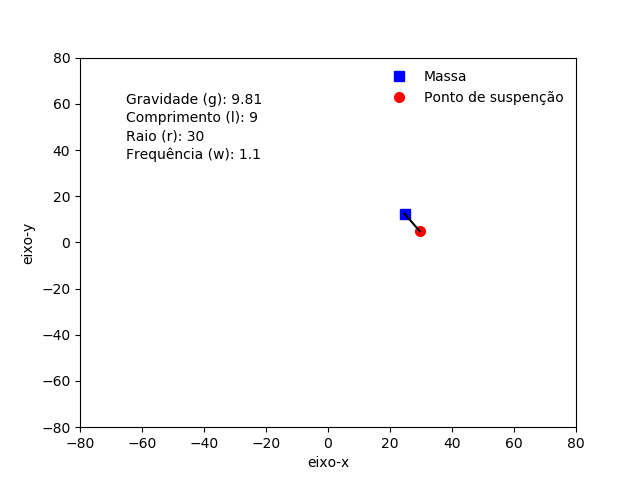 Massa
Ponto de suspenção
Gravidade (g): 9.81
Comprimento (l): 9
Raio (r): 30
Frequência (w): 1.1
80
60
40
20
0
−20
−40
−60
−80
eixo-y
−80 −60 −40 −20 0 20 40 60 80
eixo-x